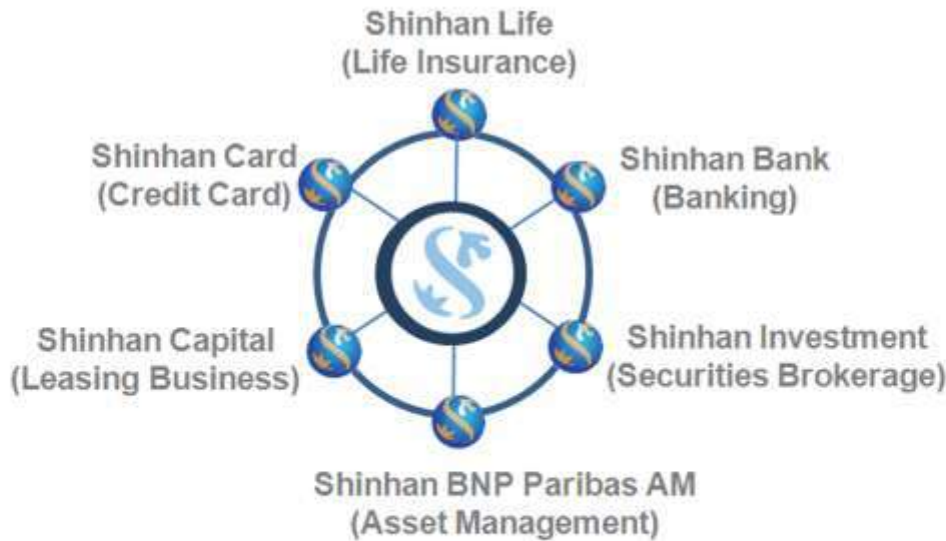 Shinhan Life
(Life Insurance)
Shinhan Card
(Credit Card)
Shinhan Bank
(Banking)
Shinhan Capital
(Leasing Business)
Shinhan Investment
(Securities Brokerage)
Shinhan BNP Paribas AM
(Asset Management)